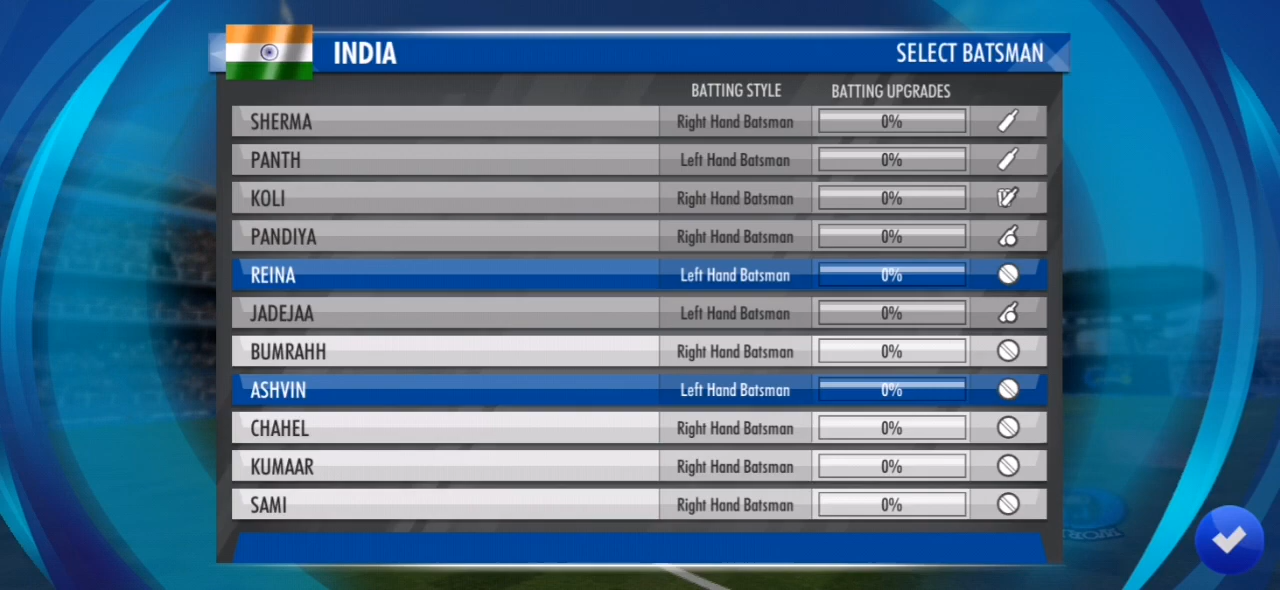 INDIA SELECT BATSMAN
BATTING STYLE BATTING UPGRADES
SHERMA Right Hand Batsman 0%
PANTH Left Hand Batsman 0%
KOLI Right Hand Batsman 0%
PANDIYA Right Hand Batsman 0%
REINA Left Hand Batsman 0%
JADEJAA Left Hand Batsman 0%
BUMRAHH Right Hand Batsman 0%
ASHVIN Left Hand Batsman 0%
CHAHEL Right Hand Batsman 0%
KUMAAR Right Hand Batsman 0%
SAMI Right Hand Batsman 0%